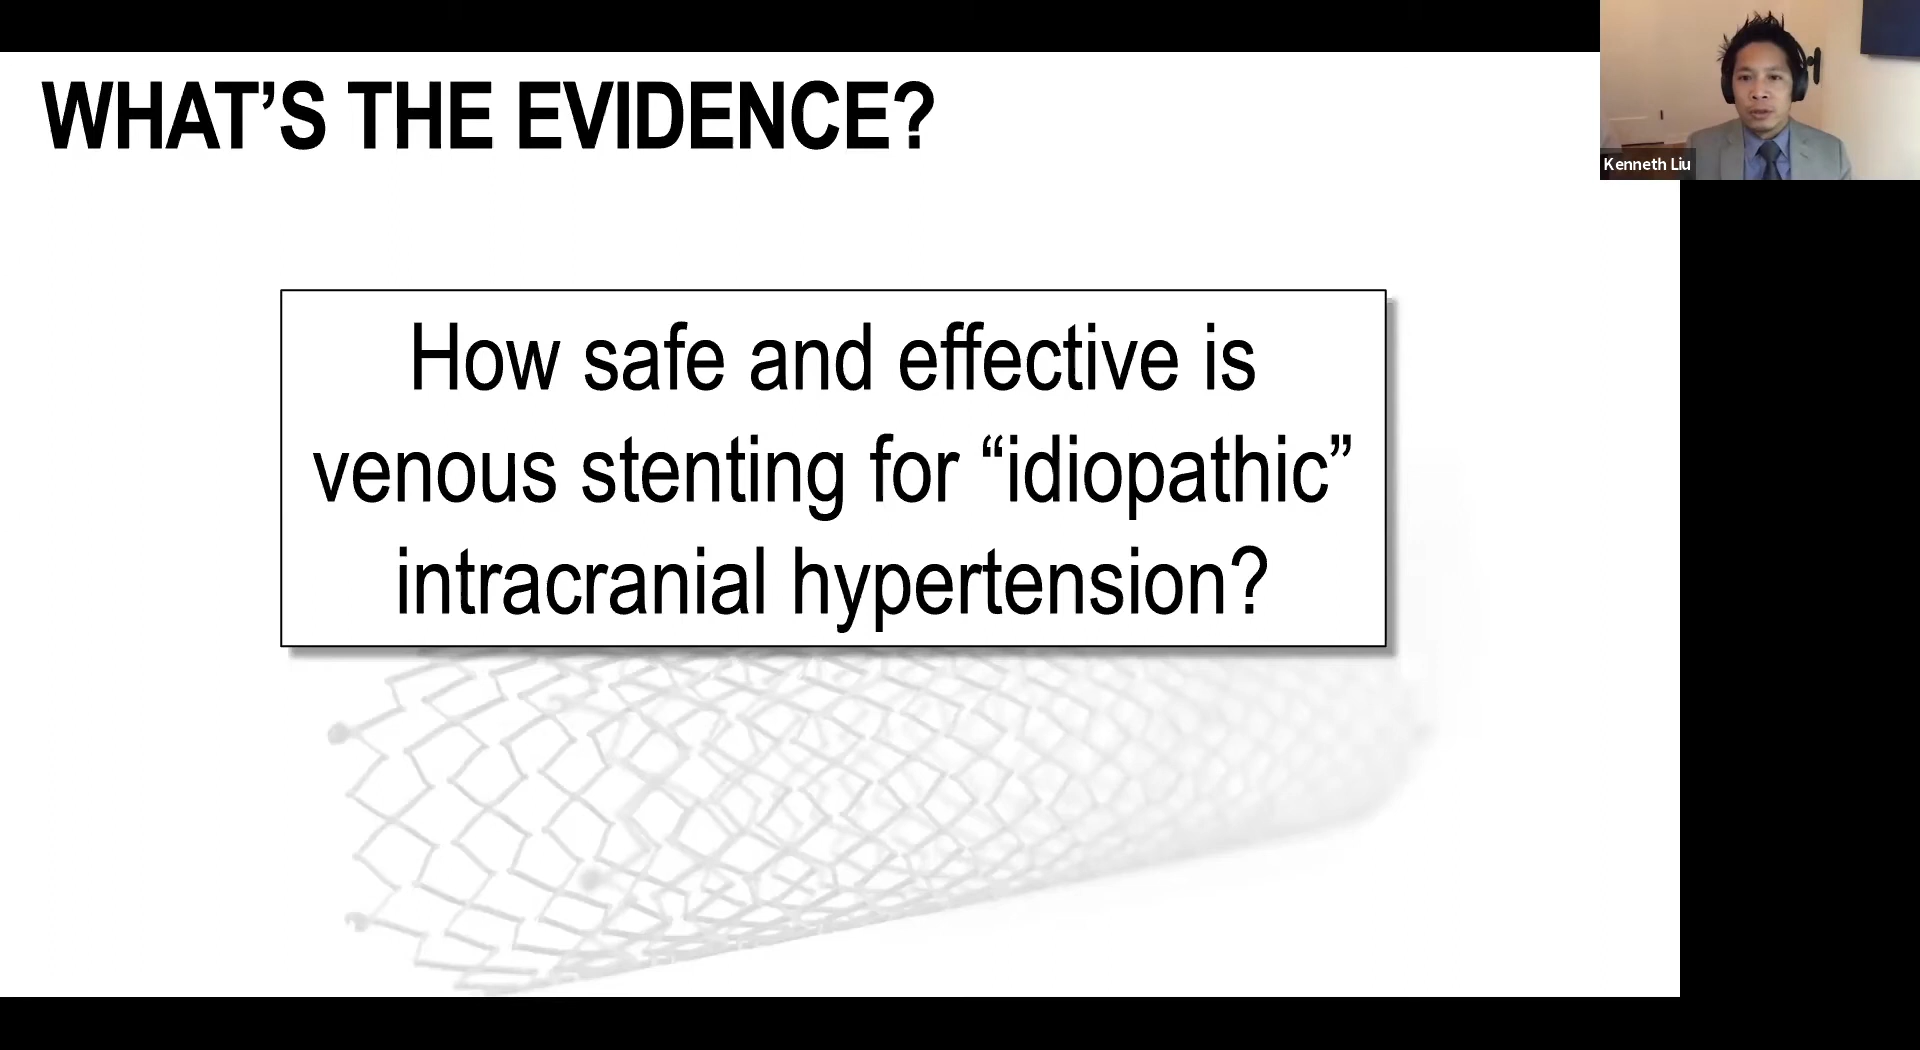 WHAT’S THE EVIDENCE?
Kenneth Liu
How safe and effective is
venous stenting for “idiopathic”
intracranial hypertension?